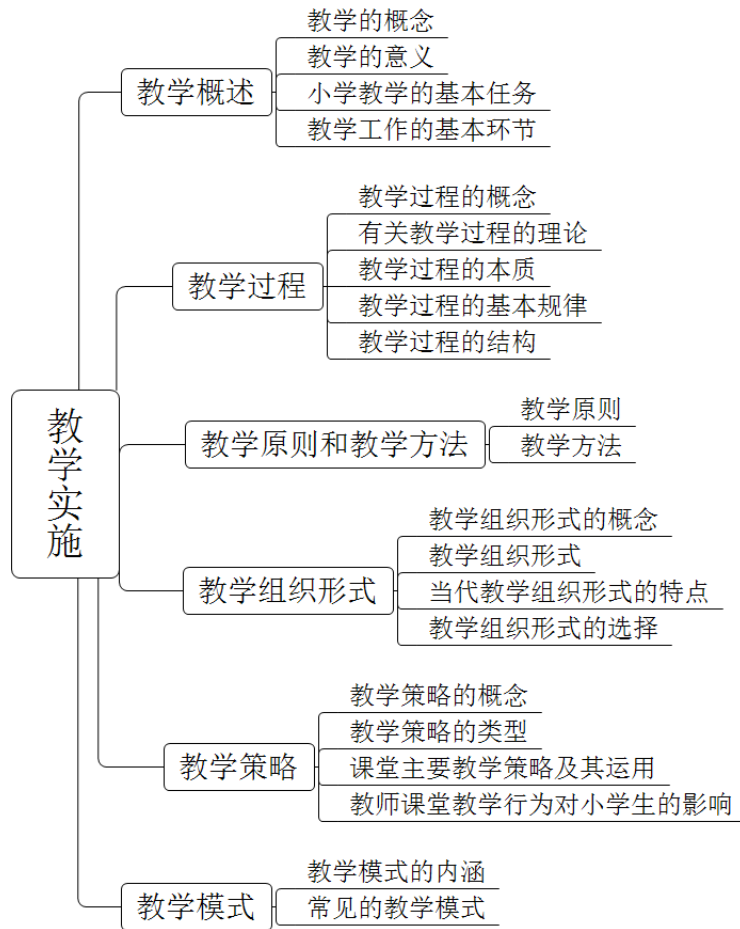 教学实施
教学概述
教学的概念
教学的意义
小学教学的基本任务
教学工作的基本环节
教学过程
教学过程的概念
有关教学过程的理论
教学过程的本质
教学过程的基本规律
教学过程的结构
教学原则和教学方法
教学原则
教学方法
教学组织形式
教学组织形式的概念
教学组织形式
当代教学组织形式的特点
教学组织形式的选择
教学策略
教学策略的概念
教学策略的类型
课堂主要教学策略及其运用
教师课堂教学行为对小学生的影响
教学模式
教学模式的内涵
常见的教学模式